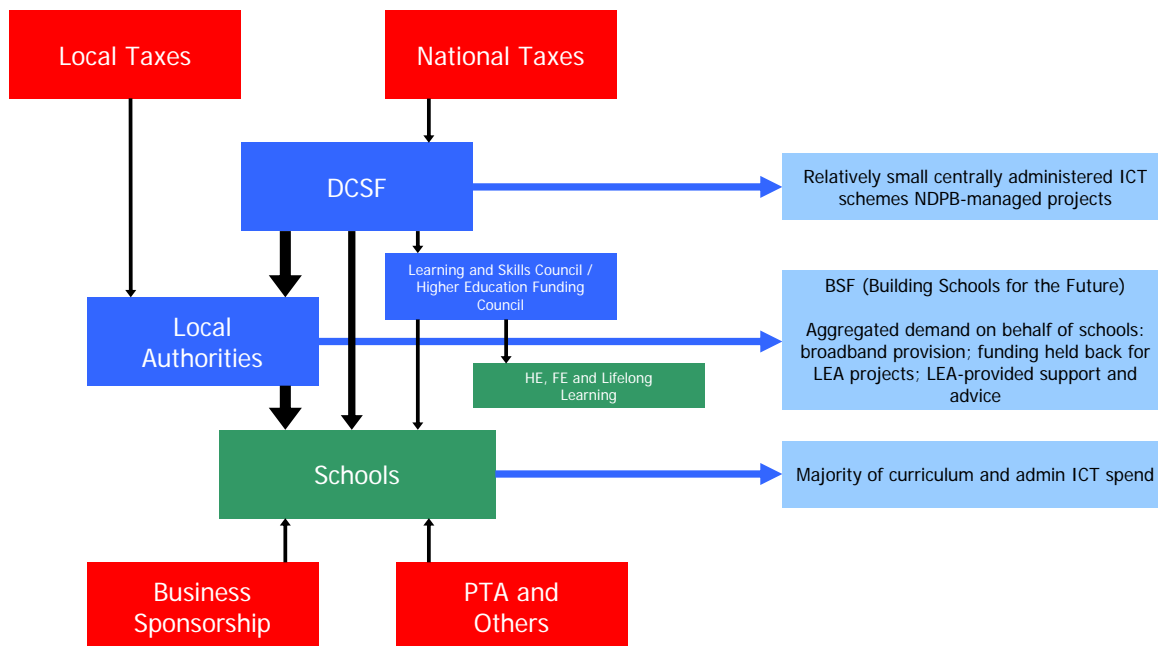 Local Taxes
National Taxes
DCSF
Relatively small centrally administered ICT
schemes NDPB-managed projects
Learning and Skills Council /
Higher Education Funding
Council
BSF (Building Schools for the Future)
Aggregated demand on behalf of schools:
broadband provision; funding held back for
LEA projects; LEA-provided support and
advice
Local
Authorities
HE, FE and Lifelong
Learning
Schools
Majority of curriculum and admin ICT spend
Business
Sponsorship
PTA and
Others